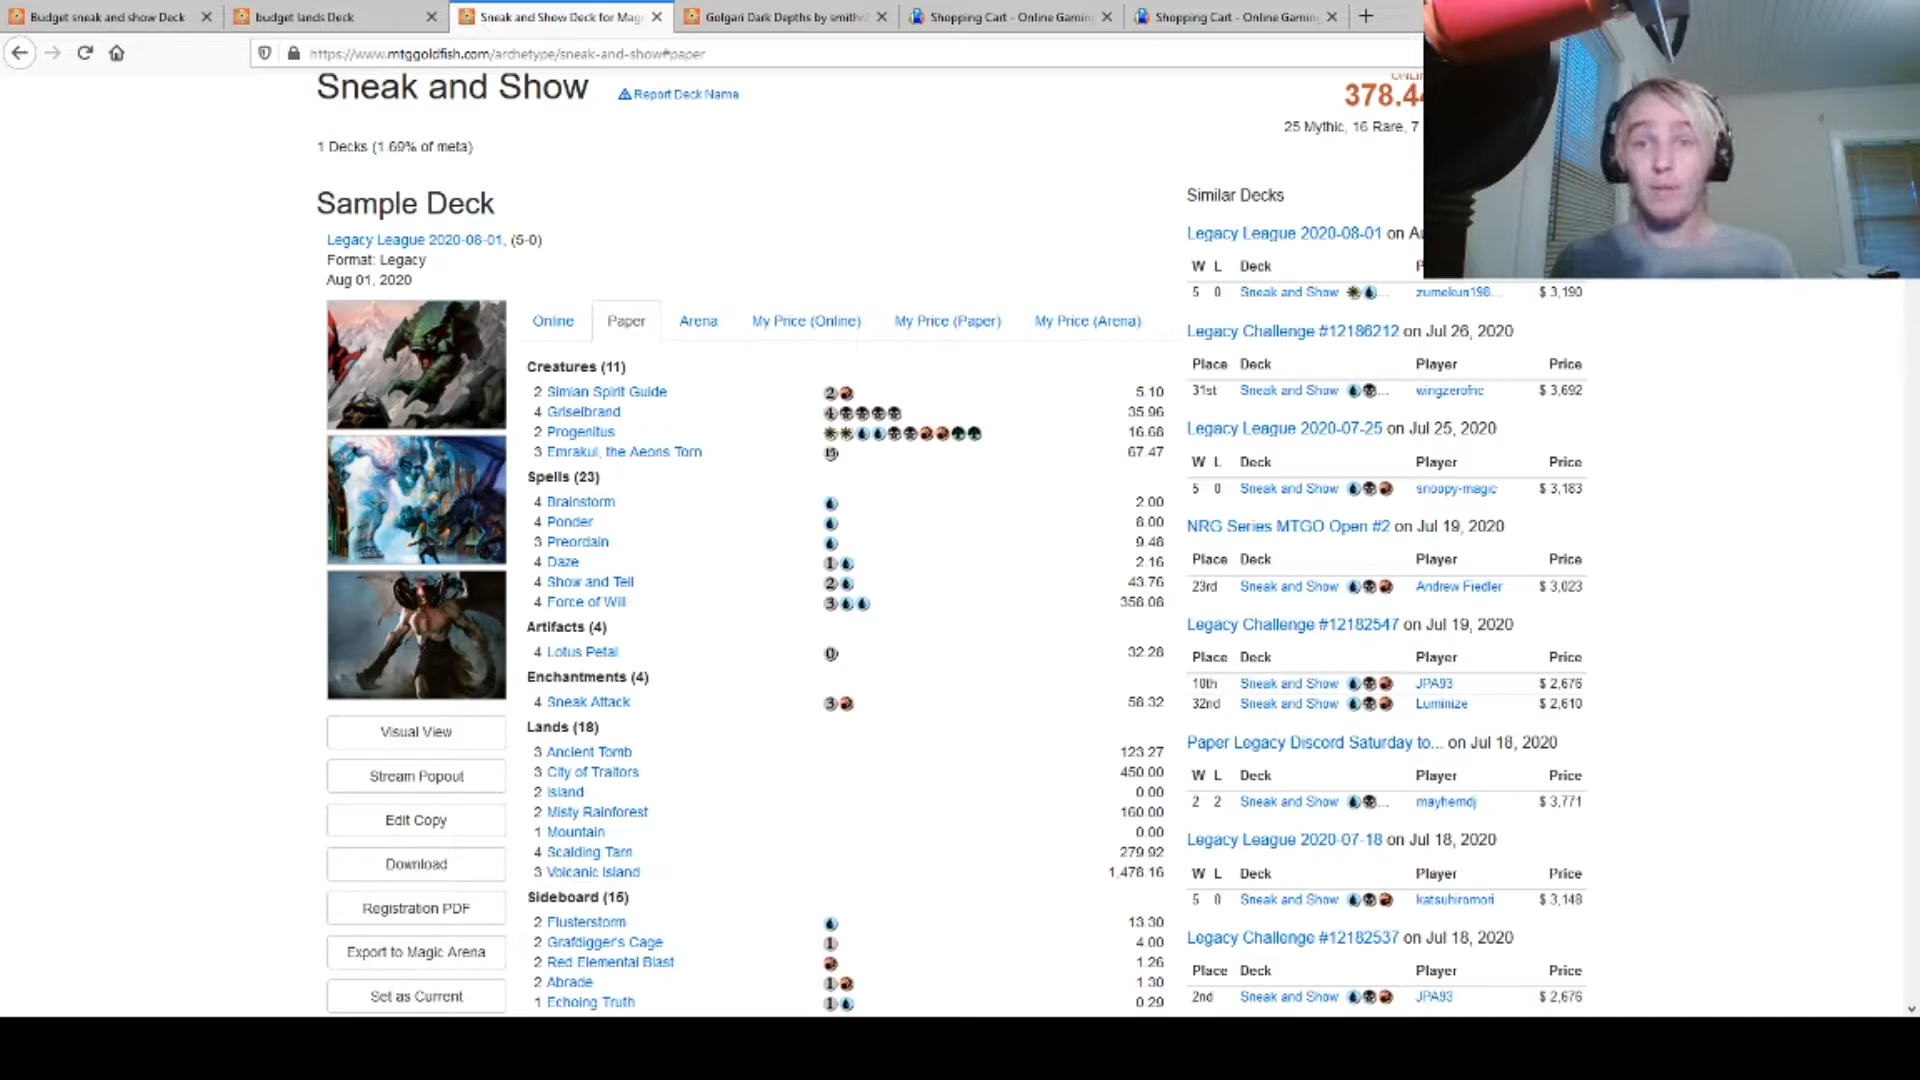 Budget sneak and show Deck
budget lands Deck
Sneak and Show Deck for Mag
Golgari Dark Depths by smith
Shopping Cart - Online Gamin
Shopping Cart - Online Gamin
https://www.mtggoldfish.com/archetype/sneak-and-show#paper
Sneak and Show
Report Deck Name
378.44
25 Mythic, 16 Rare, 7
1 Decks (1.69% of meta)
Sample Deck
Legacy League 2020-08-01, (5-0)
Format: Legacy
Aug 01, 2020
Visual View
Stream Popout
Edit Copy
Download
Registration PDF
Export to Magic Arena
Set as Current
Online Paper Arena My Price (Online) My Price (Paper) My Price (Arena)
Creatures (11)
2 Simian Spirit Guide 2 5.10
4 Griselbrand 4 35.96
2 Progenitus 16.68
3 Emrakul, the Aeons Torn 15 67.47
Spells (23)
4 Brainstorm 2.00
4 Ponder 8.00
3 Preordain 9.48
4 Daze 1 2.16
4 Show and Tell 2 43.76
4 Force of Will 3 358.08
Artifacts (4)
4 Lotus Petal 0 32.28
Enchantments (4)
4 Sneak Attack 3 58.32
Lands (18)
3 Ancient Tomb 123.27
3 City of Traitors 450.00
2 Island 0.00
2 Misty Rainforest 160.00
1 Mountain 0.00
4 Scalding Tarn 279.92
3 Volcanic Island 1,476.16
Sideboard (15)
2 Flusterstorm 13.30
2 Grafdigger's Cage 1 4.00
2 Red Elemental Blast 1.26
2 Abrade 1 1.30
1 Echoing Truth 1 0.29
Similar Decks
Legacy League 2020-08-01 on Au
W L Deck P
5 0 Sneak and Show ... zumekun198... $ 3,190
Legacy Challenge #12186212 on Jul 26, 2020
Place Deck Player Price
31st Sneak and Show ... wingzerofnc $ 3,692
Legacy League 2020-07-25 on Jul 25, 2020
W L Deck Player Price
5 0 Sneak and Show snoopy-magic $ 3,183
NRG Series MTGO Open #2 on Jul 19, 2020
Place Deck Player Price
23rd Sneak and Show Andrew Fiedler $ 3,023
Legacy Challenge #12182547 on Jul 19, 2020
Place Deck Player Price
10th Sneak and Show JPA93 $ 2,676
32nd Sneak and Show Luminize $ 2,610
Paper Legacy Discord Saturday to... on Jul 18, 2020
W L Deck Player Price
2 2 Sneak and Show ... mayhemdj $ 3,771
Legacy League 2020-07-18 on Jul 18, 2020
W L Deck Player Price
5 0 Sneak and Show katsuhiromori $ 3,148
Legacy Challenge #12182537 on Jul 18, 2020
Place Deck Player Price
2nd Sneak and Show JPA93 $ 2,676